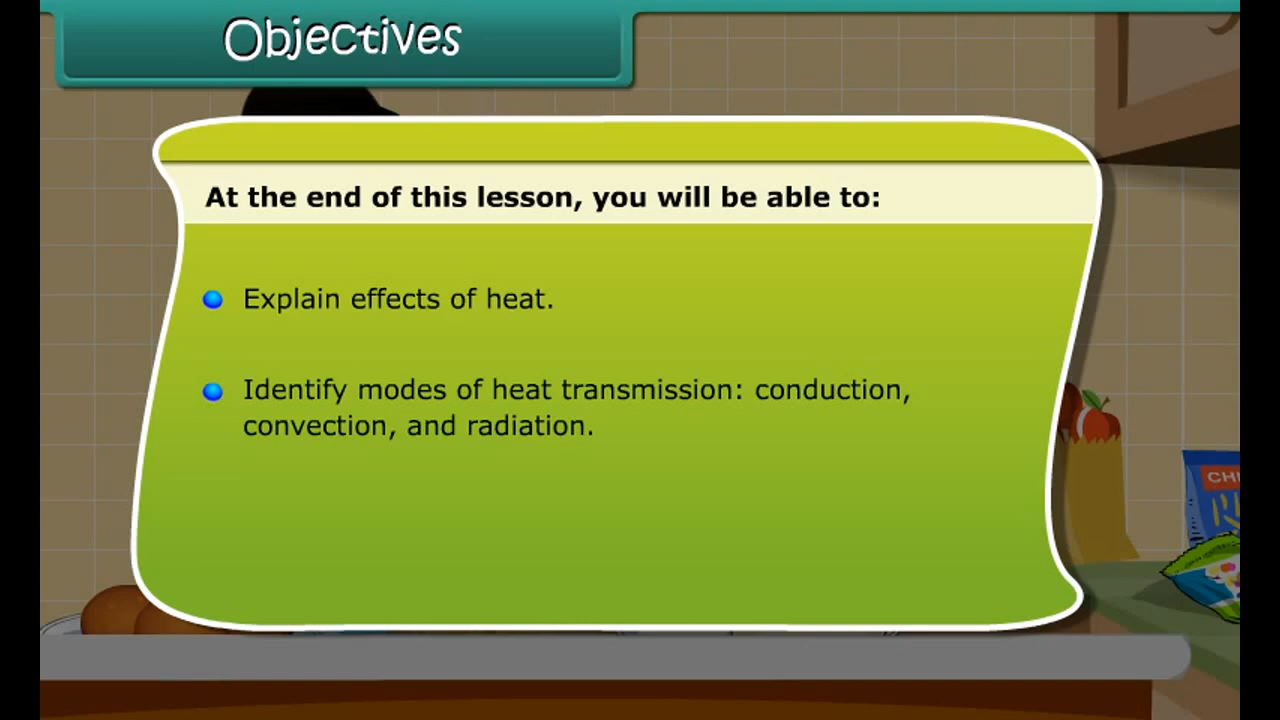 Objectives
At the end of this lesson, you will be able to:
Explain effects of heat.
Identify modes of heat transmission: conduction,
convection, and radiation.